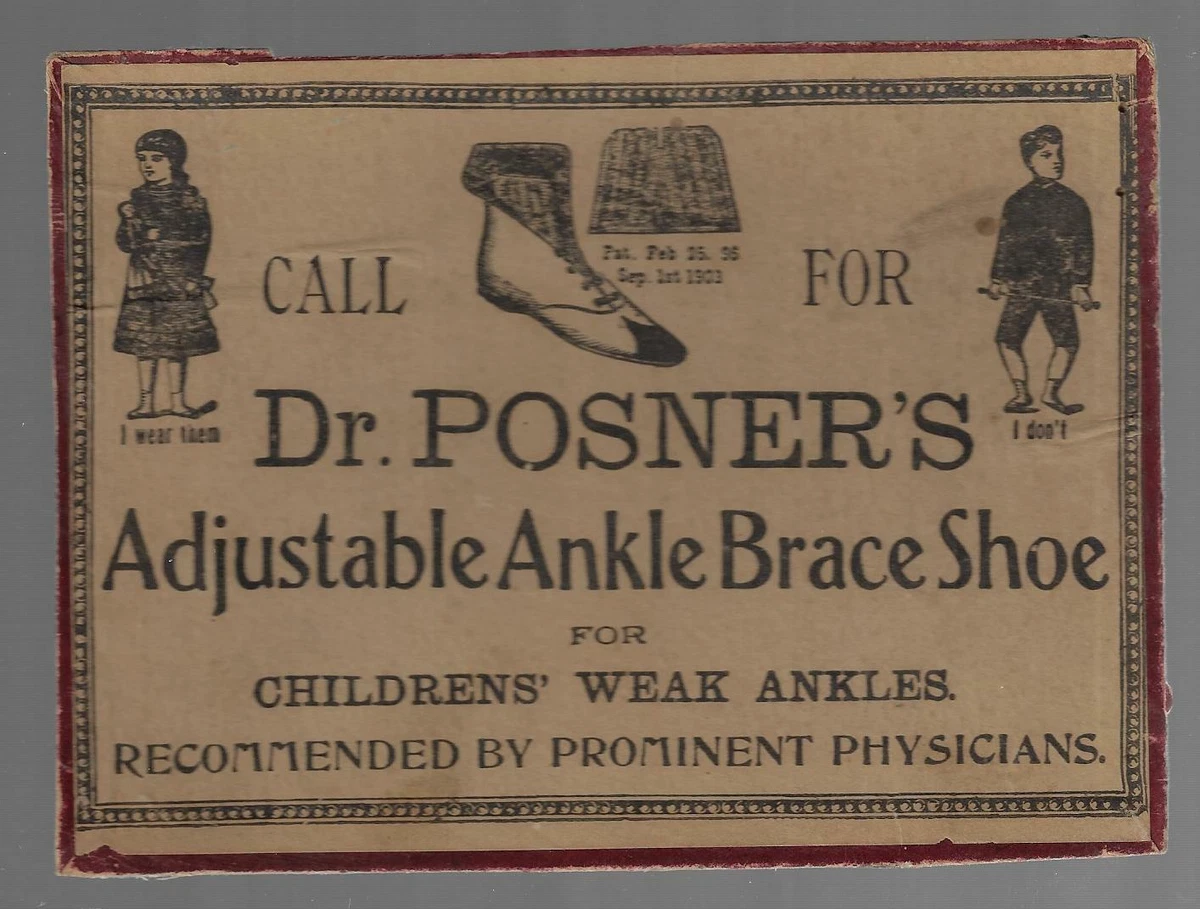 CALL
Pat. Feb 25. 96
Sep. 1st 1903
FOR
I wear them
I don't
Dr. POSNER'S
Adjustable Ankle Brace Shoe
FOR
CHILDRENS' WEAK ANKLES.
RECOMMENDED BY PROMINENT PHYSICIANS.